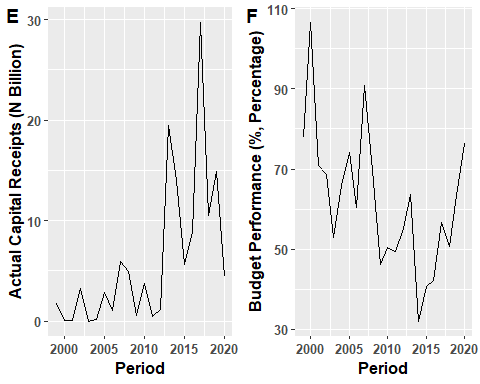 E
Actual Capital Receipts (N Billion)
30
20
10
0
2000 2005 2010 2015 2020
Period
F
Budget Performance (%, Percentage)
110
90
70
50
30
2000 2005 2010 2015 2020
Period